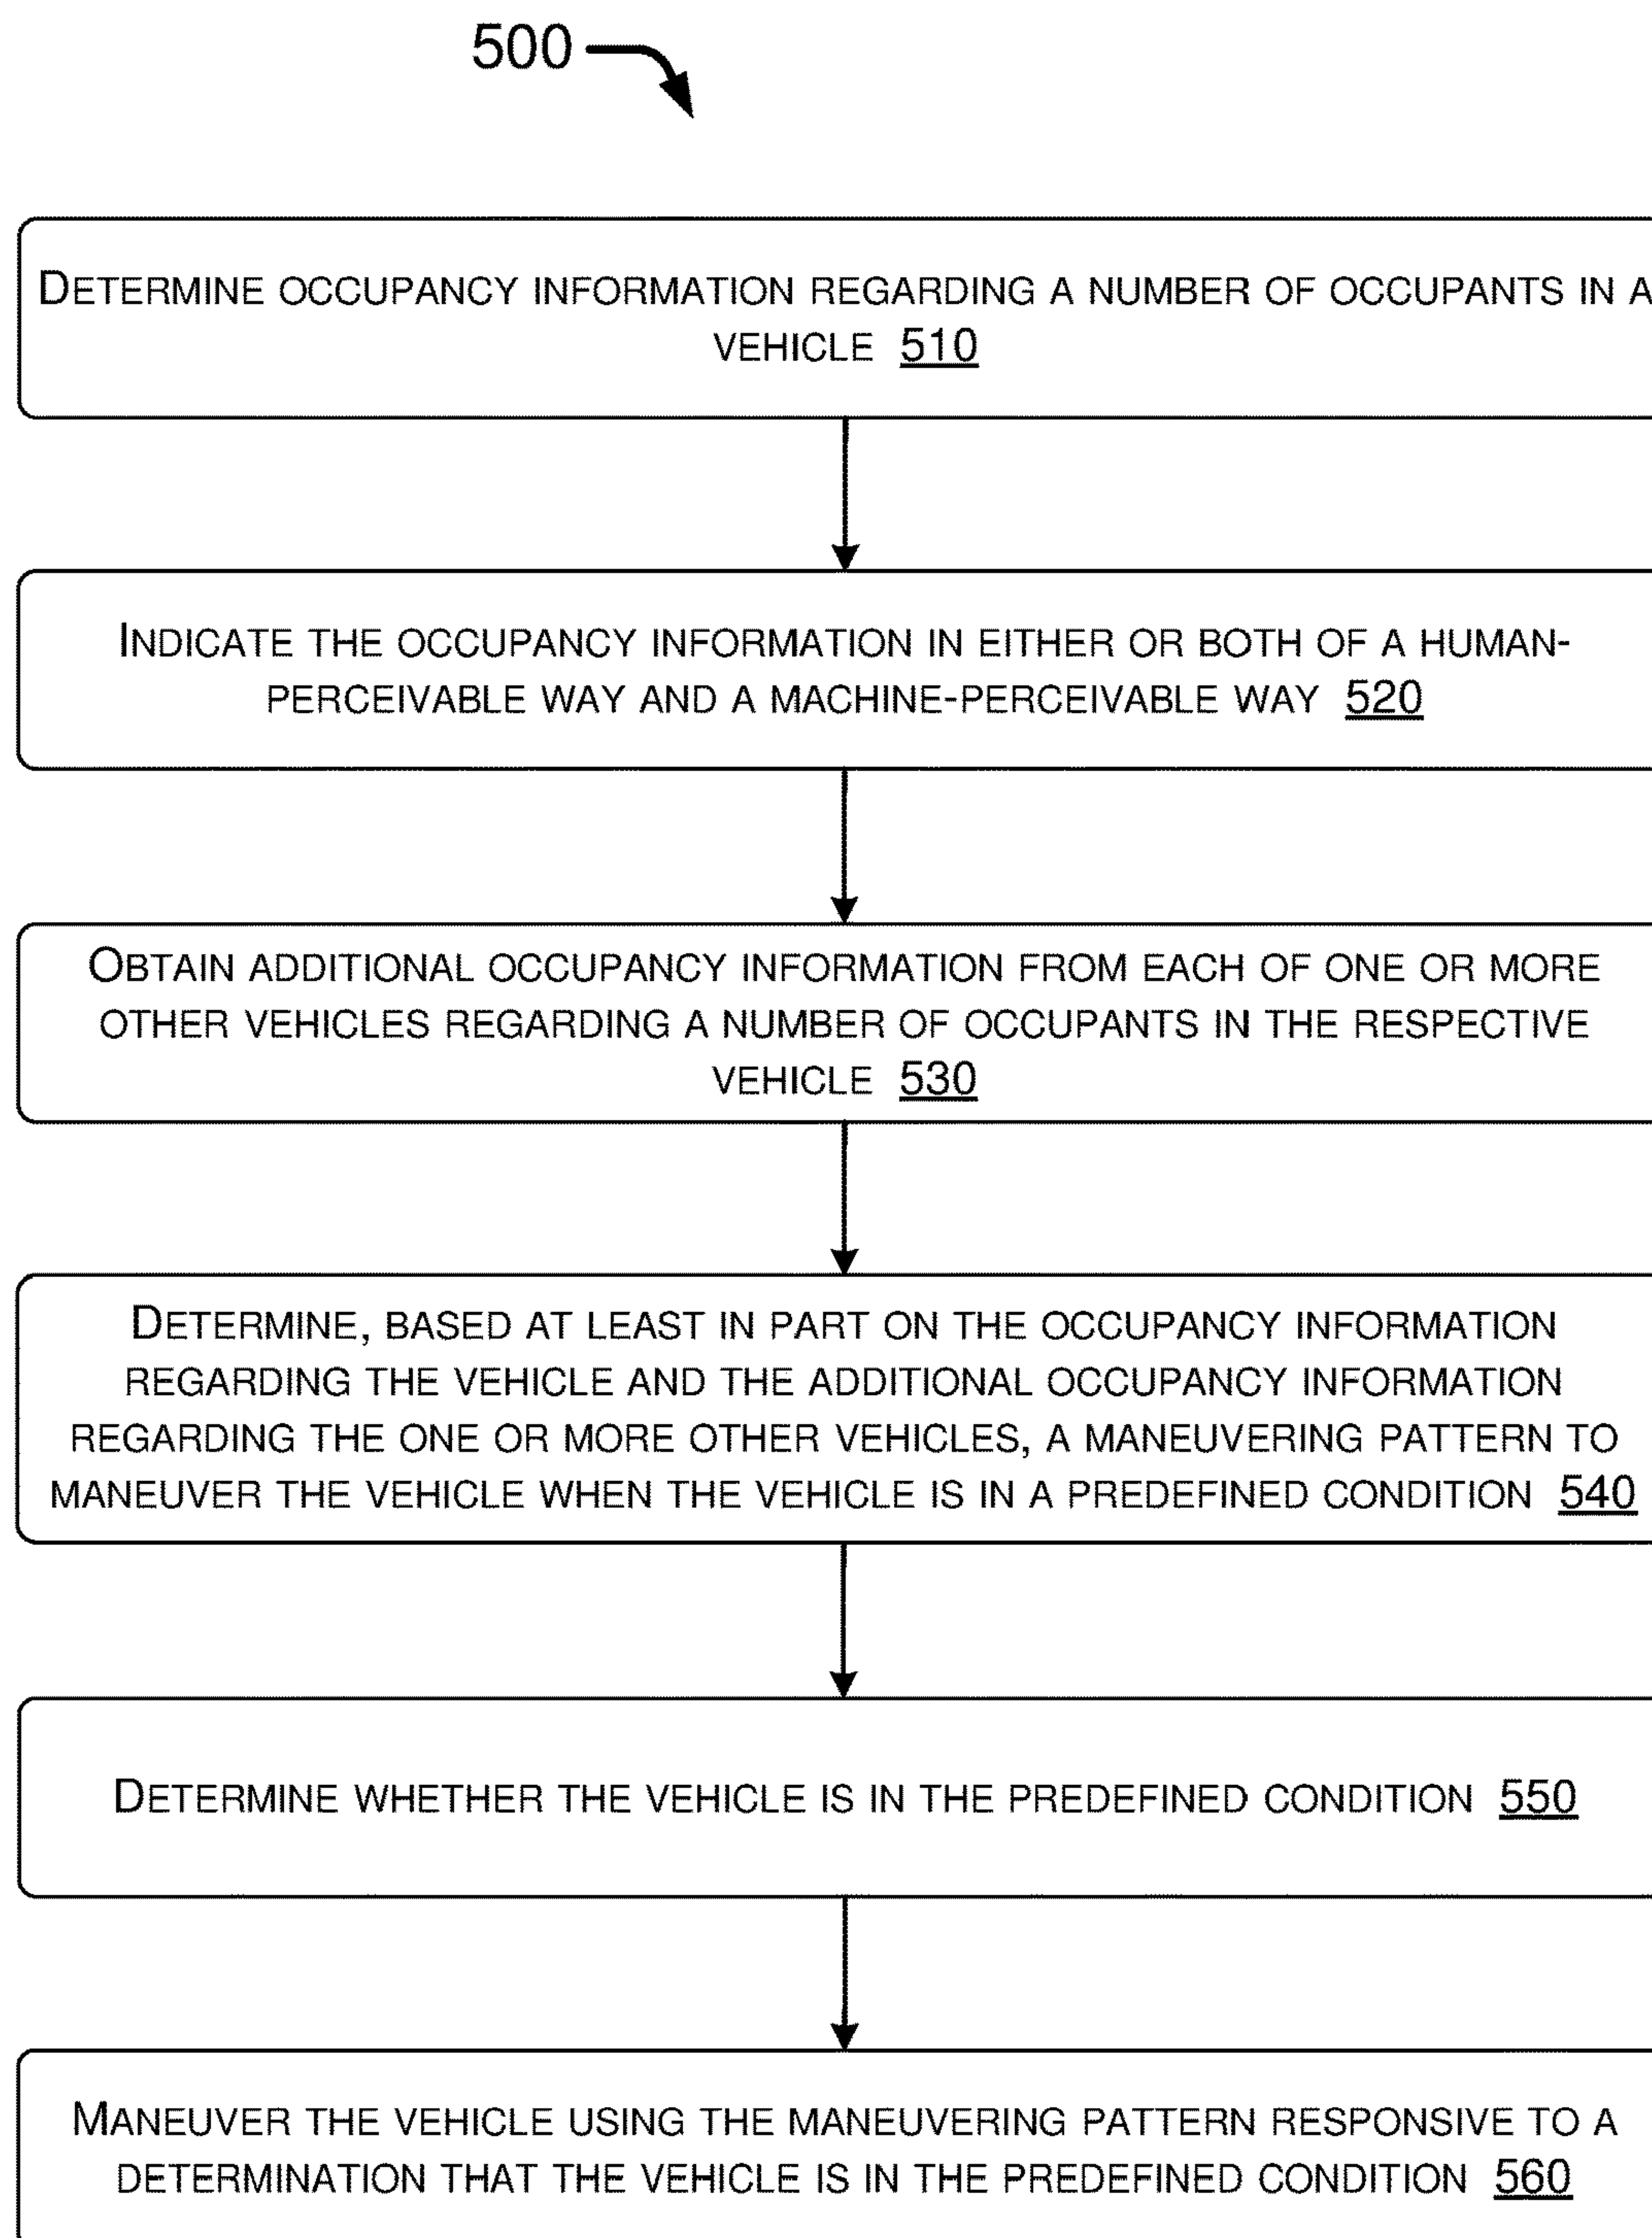 500
DETERMINE OCCUPANCY INFORMATION REGARDING A NUMBER OF OCCUPANTS IN A
VEHICLE 510
INDICATE THE OCCUPANCY INFORMATION IN EITHER OR BOTH OF A HUMAN-
PERCEIVABLE WAY AND A MACHINE-PERCEIVABLE WAY 520
OBTAIN ADDITIONAL OCCUPANCY INFORMATION FROM EACH OF ONE OR MORE
OTHER VEHICLES REGARDING A NUMBER OF OCCUPANTS IN THE RESPECTIVE
VEHICLE 530
DETERMINE, BASED AT LEAST IN PART ON THE OCCUPANCY INFORMATION
REGARDING THE VEHICLE AND THE ADDITIONAL OCCUPANCY INFORMATION
REGARDING THE ONE OR MORE OTHER VEHICLES, A MANEUVERING PATTERN TO
MANEUVER THE VEHICLE WHEN THE VEHICLE IS IN A PREDEFINED CONDITION 540
DETERMINE WHETHER THE VEHICLE IS IN THE PREDEFINED CONDITION 550
MANEUVER THE VEHICLE USING THE MANEUVERING PATTERN RESPONSIVE TO A
DETERMINATION THAT THE VEHICLE IS IN THE PREDEFINED CONDITION 560